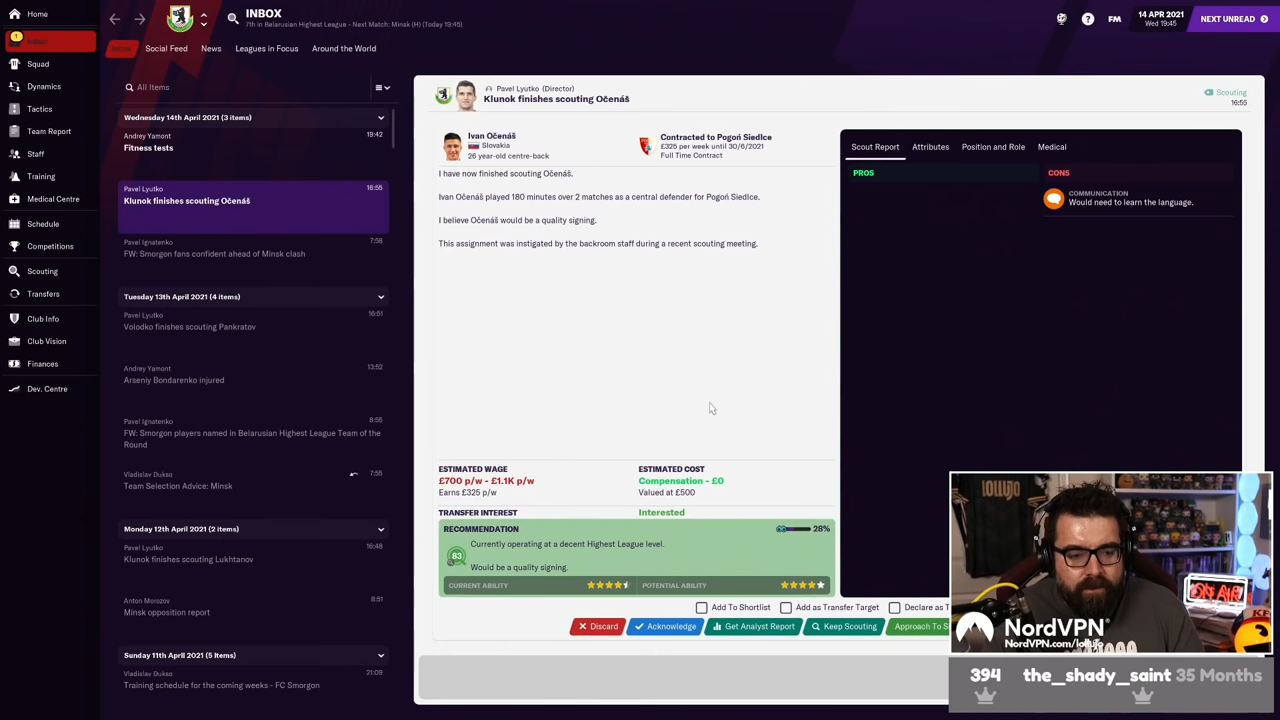 Home
INBOX
7th in Belarusian Highest League - Next Match: Minsk (H) (Today 19:45)
FM
14 APR 2021
Wed 19:45
NEXT UNREAD
1
Social Feed
News
Leagues in Focus
Around the World
Squad
Dynamics
Tactics
Team Report
Staff
Training
Medical Centre
Schedule
Competitions
Scouting
Transfers
Club Info
Club Vision
Finances
Dev. Centre
All Items
Wednesday 14th April 2021 (3 items)
Andrey Yamont
19:42
Fitness tests
Pavel Lyutko
16:55
Klunok finishes scouting Očenáš
Pavel Ignatenko
7:58
FW: Smorgon fans confident ahead of Minsk clash
Tuesday 13th April 2021 (4 items)
Pavel Lyutko
16:51
Volodko finishes scouting Pankratov
Andrey Yamont
13:52
Arseniy Bondarenko injured
Pavel Ignatenko
8:55
FW: Smorgon players named in Belarusian Highest League Team of the
Round
Vladislav Dukso
7:55
Team Selection Advice: Minsk
Monday 12th April 2021 (2 items)
Pavel Lyutko
16:48
Klunok finishes scouting Lukhtanov
Anton Morozov
8:51
Minsk opposition report
Sunday 11th April 2021 (5 items)
Vladislav Dukso
21:09
Training schedule for the coming weeks - FC Smorgon
Pavel Lyutko (Director)
Klunok finishes scouting Očenáš
Scouting
16:55
Ivan Očenáš
Slovakia
26 year-old centre-back
Contracted to Pogoń Siedlce
£325 per week until 30/6/2021
Full Time Contract
I have now finished scouting Očenáš.
Ivan Očenáš played 180 minutes over 2 matches as a central defender for Pogoń Siedlce.
I believe Očenáš would be a quality signing.
This assignment was instigated by the backroom staff during a recent scouting meeting.
Scout Report
Attributes
Position and Role
Medical
PROS
CONS
COMMUNICATION
Would need to learn the language.
ESTIMATED WAGE
£700 p/w - £1.1K p/w
Earns £325 p/w
ESTIMATED COST
Compensation - £0
Valued at £500
TRANSFER INTEREST
Interested
RECOMMENDATION
28%
83
Currently operating at a decent Highest League level.
Would be a quality signing.
CURRENT ABILITY
POTENTIAL ABILITY
Add To Shortlist
Add as Transfer Target
Declare as T
Discard
Acknowledge
Get Analyst Report
Keep Scouting
Approach To S
lollujo
ON AIR
NordVPN®
NordVPN.com/lollujo
394
the__shady_saint 35 Months